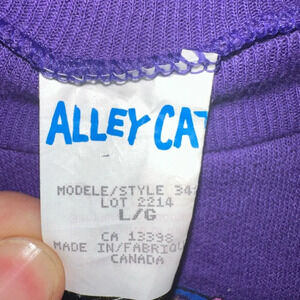 ALLEY CAT
MODELE/STYLE 34
LOT 2214
L/G
CA 13398
MADE IN/FABRIQU
CANADA